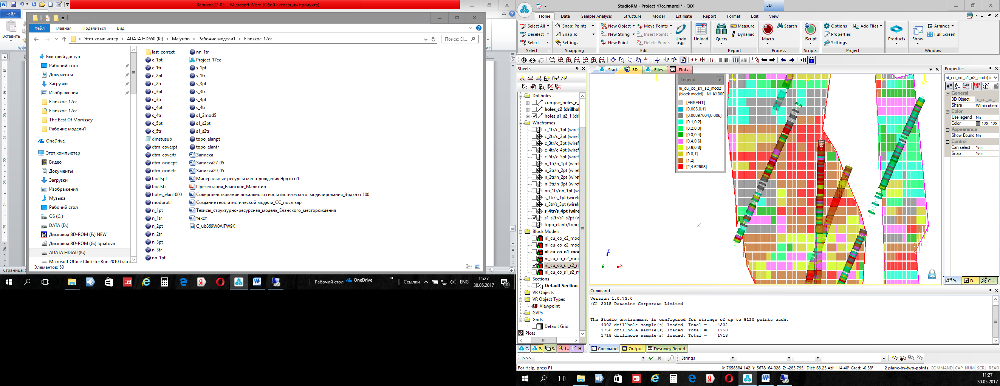 Записка27_05 - Microsoft Word (Сбой активации продукта)
Файл
Вставить
Файл Главная Поделиться Вид
Этот компьютер > ADATA HD650 (K:) > Malyutin > Рабочие модели1 > Elanskoe_17cc
Поиск: El...
Быстрый доступ
Рабочий стол
Документы
Загрузки
Изображения
Elanskoe_17cc
Elanskoe_17cc
The Best Of Morrissey
Рабочие модели1
OneDrive
Этот компьютер
Видео
Документы
Загрузки
Изображения
Музыка
Рабочий стол
OS (C:)
DATA (D:)
Дисковод BD-ROM (F:) NEW
Дисковод BD-ROM (G:) Ignatova
ADATA HD650 (K:)
Microsoft Office Click-to-Run 2010 (защи
last_correct
c_1pt
c_1tr
c_2pt
c_2tr
c_3pt
c_3tr
c_4pt
c_4tr
c_5pt
c_5tr
dmstusub
dtm_coverpt
dtm_covertr
dtm_oxidept
dtm_oxidetr
faultspt
faultstr
holes_elan1000
modprot1
n_1pt
n_1tr
n_2pt
n_2tr
n_3pt
n_3tr
nn_1pt
nn_1tr
Project_17cc
s_1pt
s_1tr
s_3pt
s_3tr
s_4pt
s_4tr
s1_2mod5
s1_s2pt
s1_s2tr
topo_elanpt
topo_elantr
Записка
Записка27_05
Записка29_05
Минеральные ресурсы месторождения Эрдэнэт1
Презентация_Еланское_Малютин
Совершенствование локального геостатистического моделирования_Эрдэнэт 100
Создание геостатистической модели_СС_посл.вар
Тезисы_структурно-ресурсная_модель_Еланского_месторождения
текст
C_ub869W0AIFW9K
Элементов: 50
Страница: 5
Рабочий стол OneDrive » Ссылки ENG 11:27
30.05.2017
2
StudioRM - Project_17cc.rmproj * - [3D]
3D
Home Data Sample Analysis Structure Model Estimate Report Format Edit View
Select All
Deselect
Select
Select
Snap: Points
Snap To
Settings
Snapping
New Object
New String
New Point
Move Points
Insert Points
Delete Points
Undo Edit
Edit
Unload
Query
Measure
Dynamic
Report
Macro
Search
Process
JScript
Scripts
Options
Properties
Settings
Add Files
Project
Products
Show
Arrange
Full Screen
Window
Sheets
Start 3D Files Plots
Drillholes
compse_holes_e_
holes_c2 (drillhol
holes_s1_s2_1 (dri
Wireframes
c_1tr/c_1pt (wiref
c_2tr/c_2pt (wiref
c_3tr/c_3pt (wiref
c_4tr/c_4pt (wiref
c_5tr/c_5pt (wiref
n_1tr/n_1pt (wiref
n_2tr/n_2pt (wiref
n_2tr/n_2pt (wiref
n_3tr/n_3pt (wiref
nn_1tr/nn_1pt (wi
s_1tr/s_1pt (wiref
s_3tr/s_3pt (wiref
s_4tr/s_4pt (wire
s1_s2tr/s1_s2pt (w
topo_elantr/topo_
Block Models
ni_cu_co_c2_mod
ni_cu_co_c2_mod
ni_cu_co_n1_mod
ni_cu_co_n2_mod
ni_cu_co_s1_s2_m
ni_cu_co_s1_s2_m
Sections
Default Section
VR Objects
VR Object Types
Viewpoint
GVPs
Grids
Default Grid
Plots
C. P. S. L.. H.
Legend
ni_cu_co_s1_s2_mod2
(block model) : Ni_K100
[ABSENT]
[0.005,0.1]
[0.00897004,0.005]
[0.1,0.2]
[0.2,0.3]
[0.3,0.4]
[0.4,0.6]
[0.6,0.8]
[0.8,1]
[1,2]
[2,4.62995]
Z
X
Properties
ni_cu_co_s1_s2_mod (blo
General
3D Object ni_cu_co_s1
Share Within sheet
Color
Use legend No
Color 128, 128,
Appearance
Show Bound No
Control
Can select Yes
Snap Yes
Pr... D... C...
Command
Version 1.0.73.0
(C) 2015 Datamine Corporate Limited
The Studio environment is configured for strings of up to 5120 points each.
4302 drillhole sample(s) loaded. Total = 4302
1758 drillhole sample(s) loaded. Total = 1758
1718 drillhole sample(s) loaded. Total = 1718
Command Output Desurvey Report
!>>> Strings
For Help, press F1
X: 7658584.142 Y: 5678164.028 Z: -285.795 Dist: 63.25 Azi: 114.40° Grad: -0.38° 2 plane-by-two-points COMMAND CAP NUM SCRL READ
11:27
30.05.2017